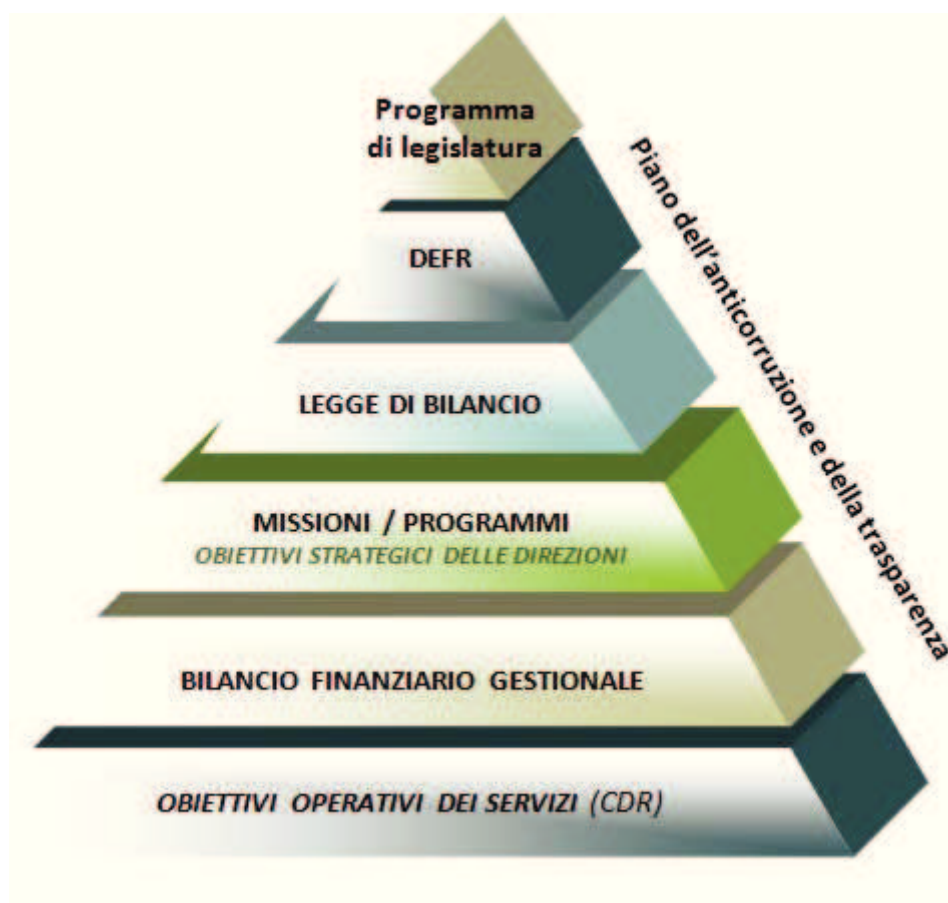 Programma
di legislatura
DEFR
LEGGE DI BILANCIO
MISSIONI / PROGRAMMI
OBIETTIVI STRATEGICI DELLE DIREZIONI
BILANCIO FINANZIARIO GESTIONALE
OBIETTIVI OPERATIVI DEI SERVIZI (CDR)
Piano dell'anticorruzione e della trasparenza